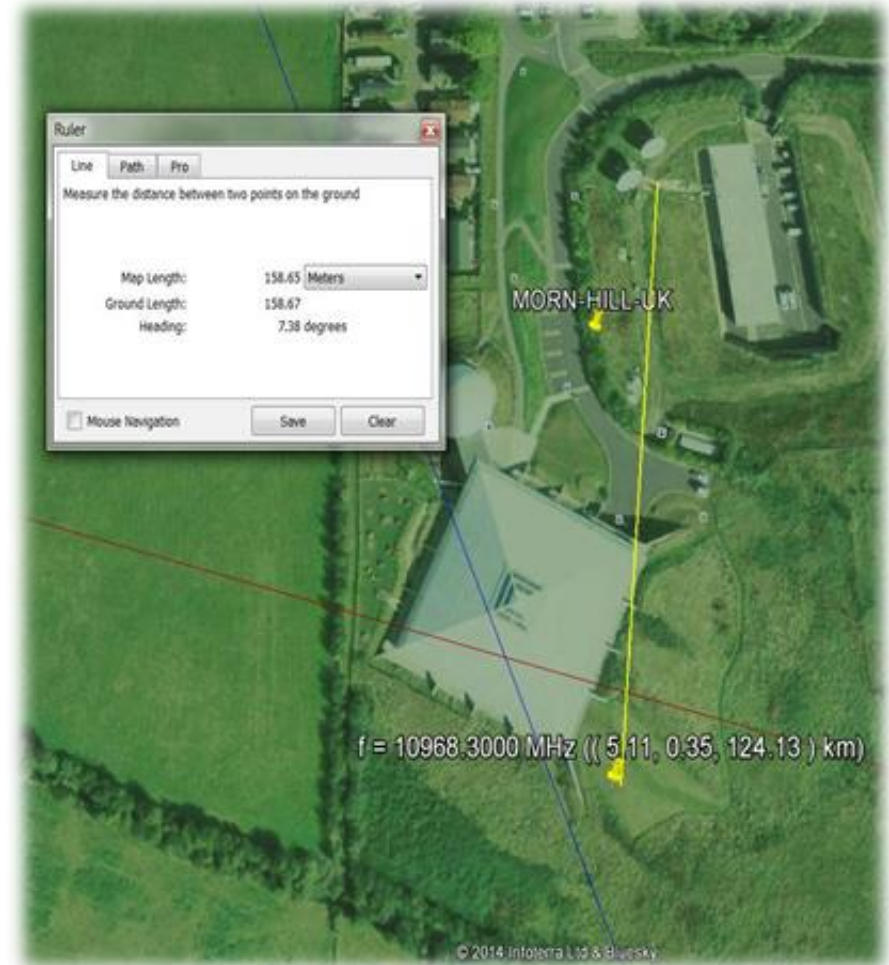 Ruler
Line Path Pro
Measure the distance between two points on the ground
Map Length: 158.65 Meters
Ground Length: 158.67
Heading: 7.38 degrees
Mouse Navigation Save Clear
MORN-HILL-UK
f = 10968.3000 MHz (( 5.11, 0.35, 124.13 ) km)
© 2014 Infoterra Ltd & Bluesky